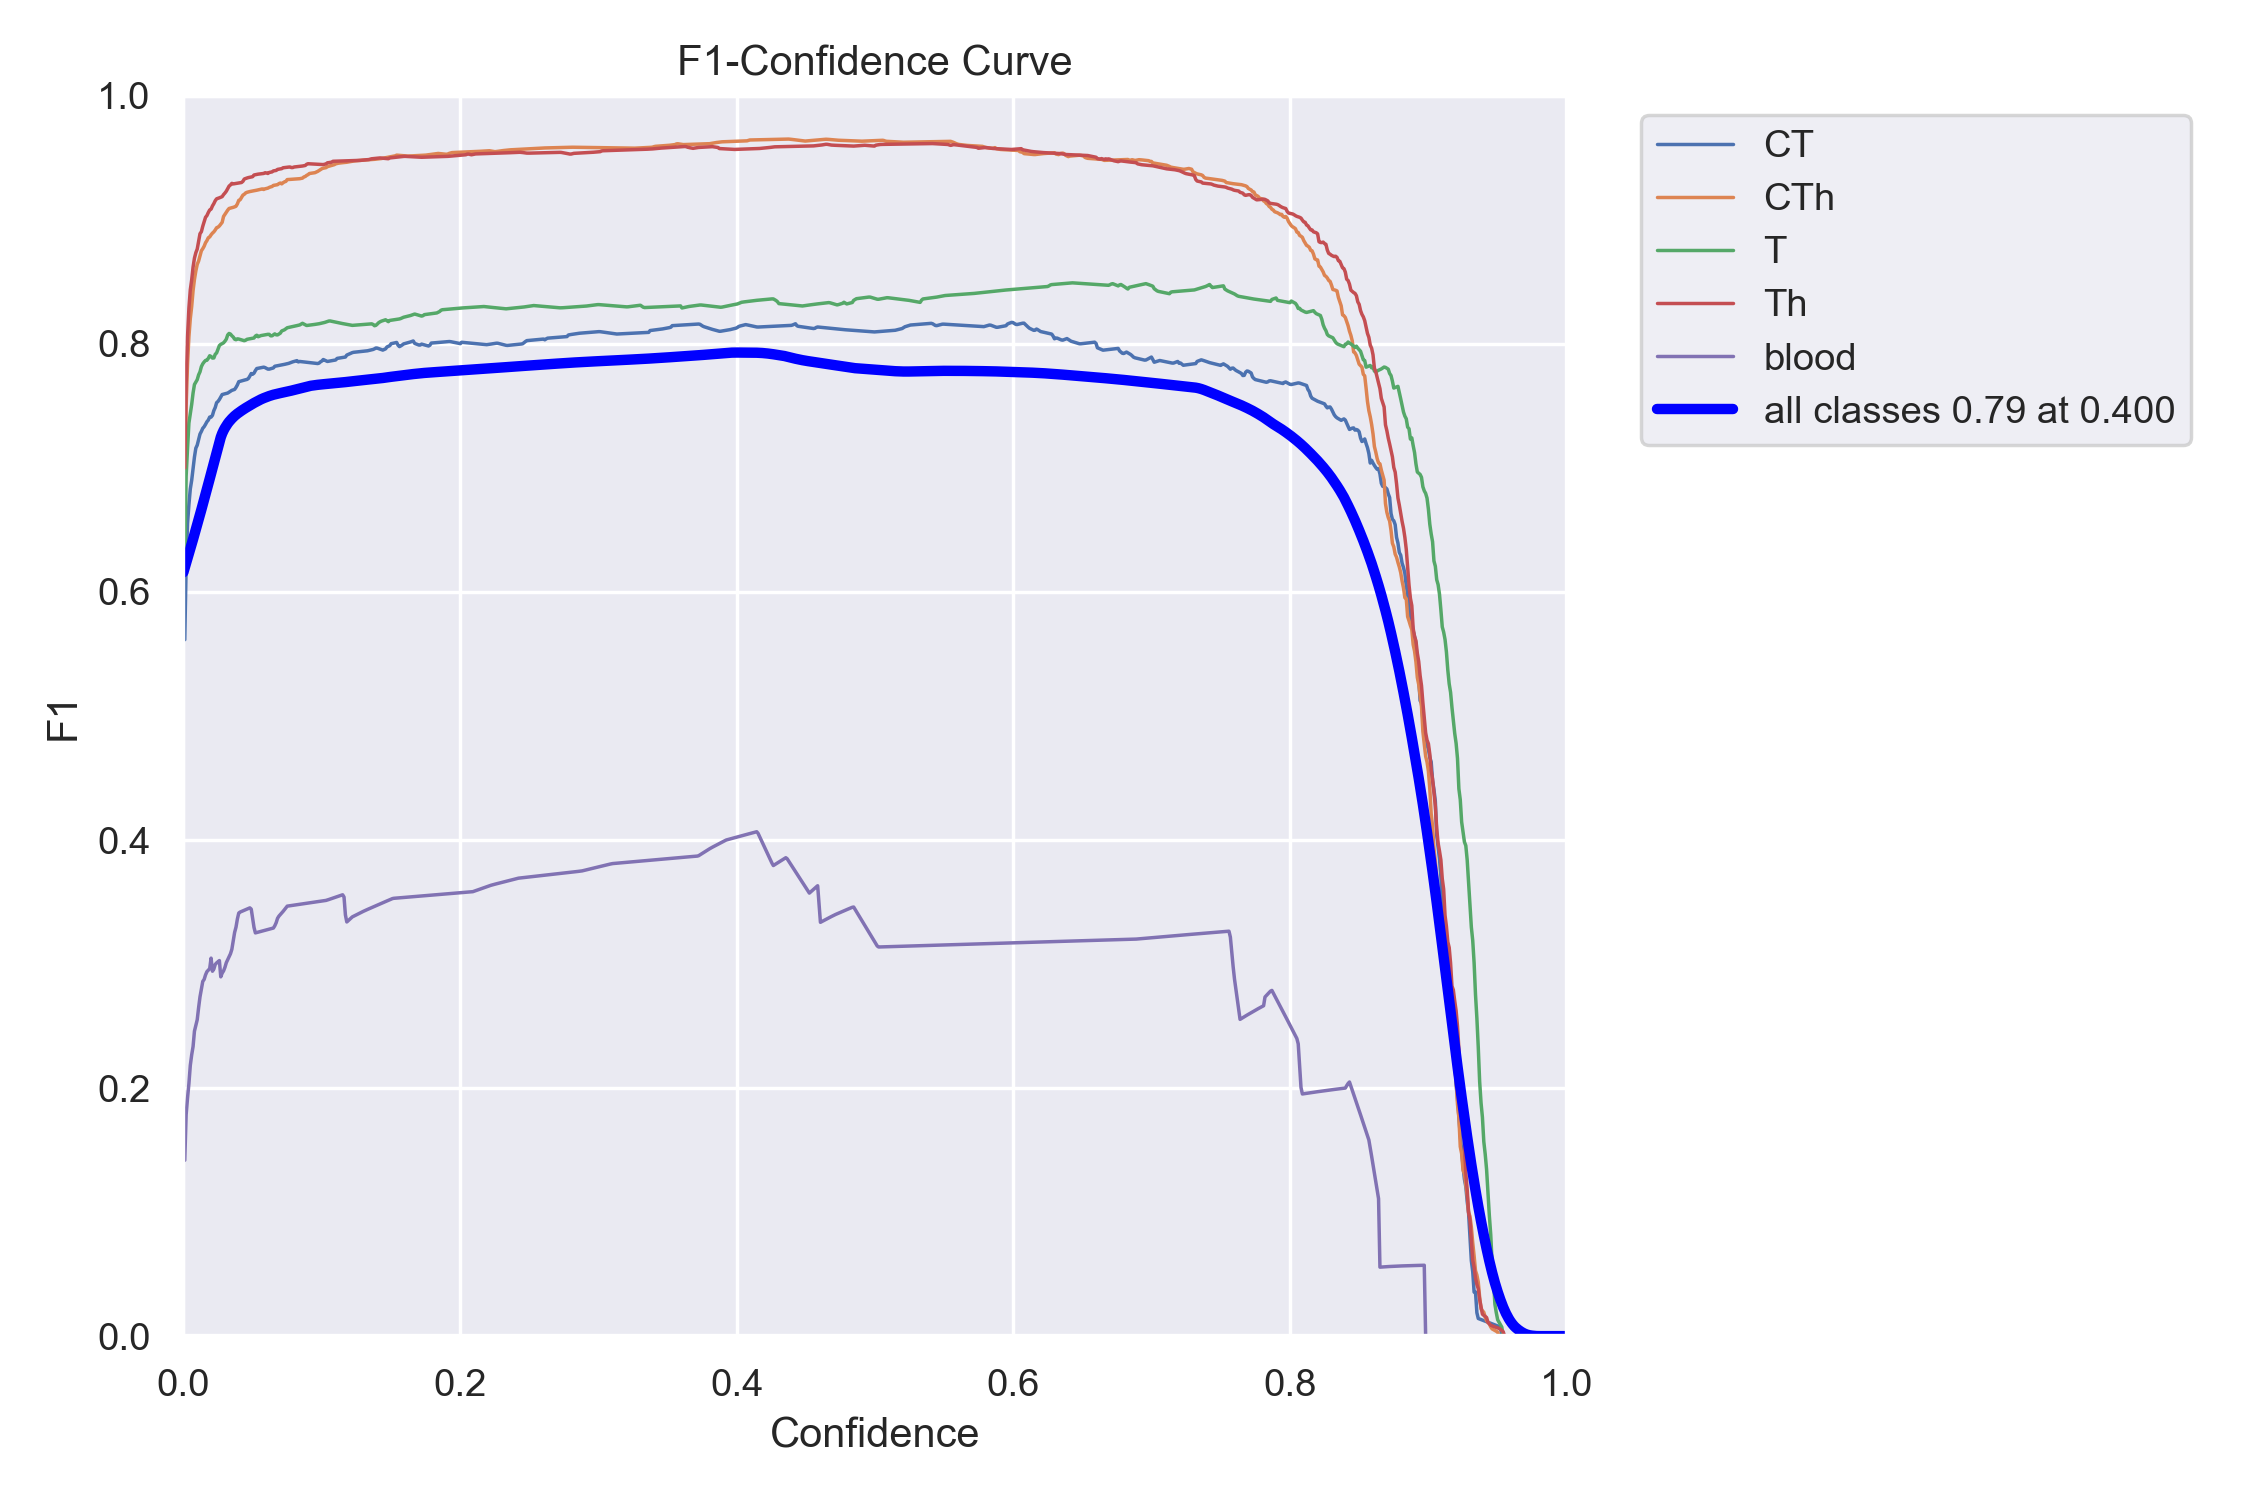 F1-Confidence Curve
1.0
0.8
0.6
0.4
0.2
0.0
F1
0.0 0.2 0.4 0.6 0.8 1.0
Confidence
CT
CTh
T
Th
blood
all classes 0.79 at 0.400